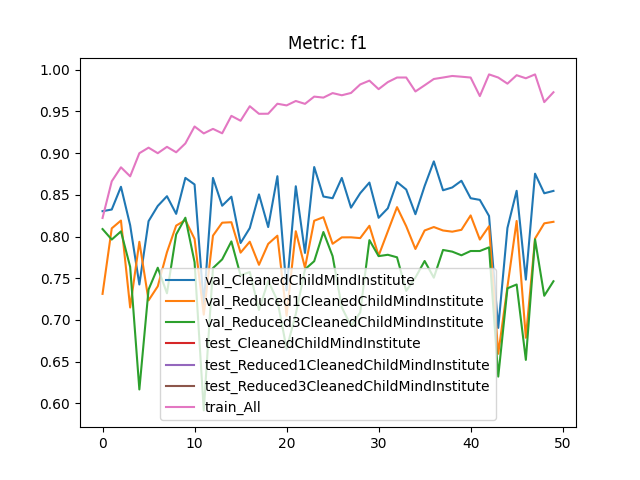 Metric: f1
1.00
0.95
0.90
0.85
0.80
0.75
0.70
0.65
0.60
val_CleanedChildMindInstitute
val_Reduced1CleanedChildMindInstitute
val_Reduced3CleanedChildMindInstitute
test_CleanedChildMindInstitute
test_Reduced1CleanedChildMindInstitute
test_Reduced3CleanedChildMindInstitute
train_All
0 10 20 30 40 50